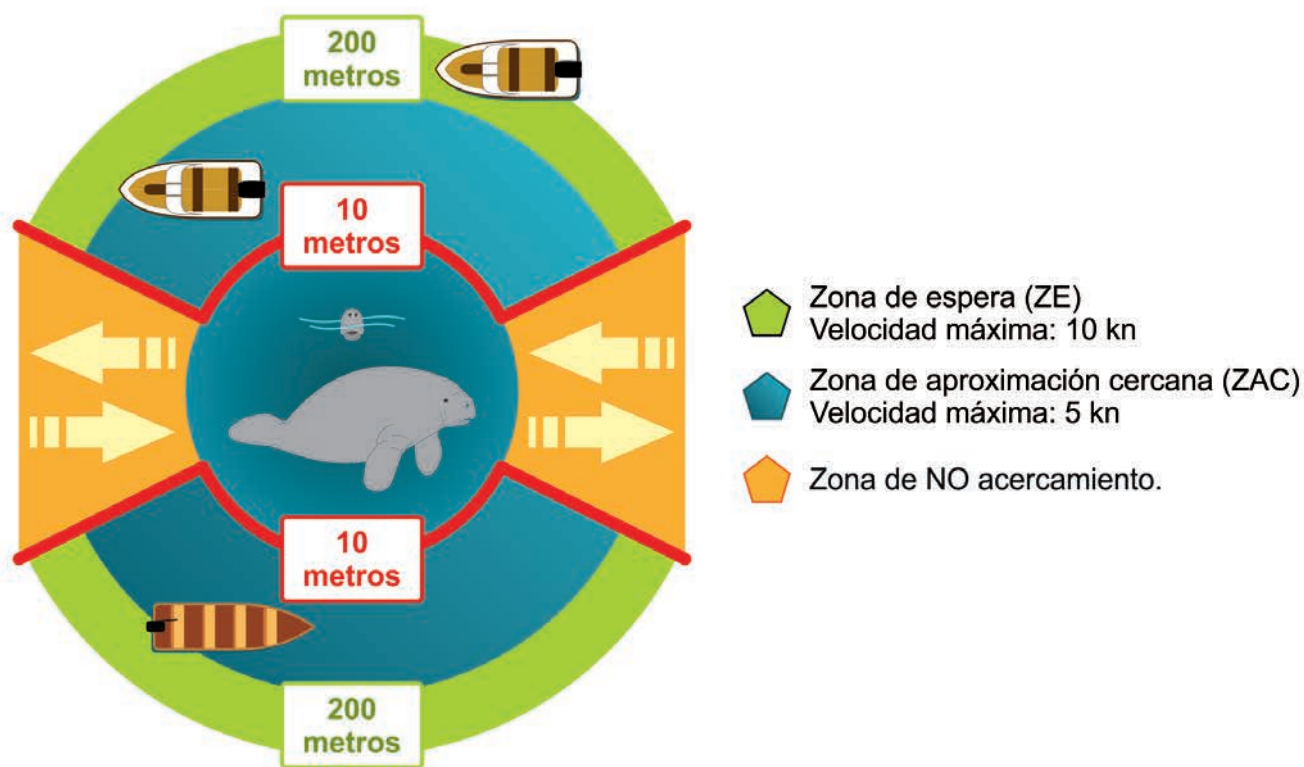 200
metros
10
metros
10
metros
200
metros
Zona de espera (ZE)
Velocidad máxima: 10 kn
Zona de aproximación cercana (ZAC)
Velocidad máxima: 5 kn
Zona de NO acercamiento.